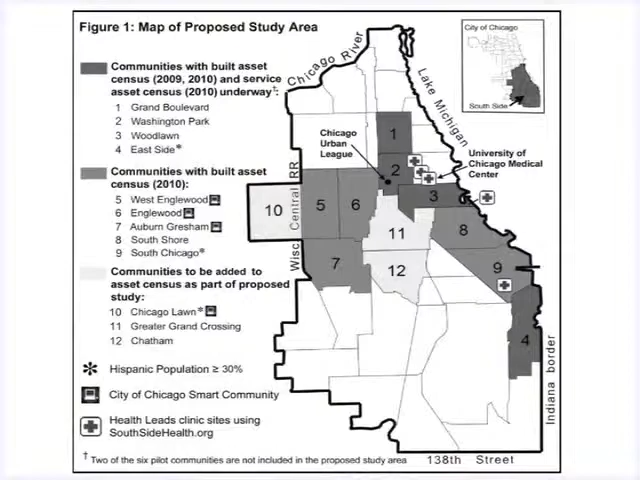 Figure 1: Map of Proposed Study Area
City of Chicago
South Side
Communities with built asset
census (2009, 2010) and service
asset census (2010) underway†:
1 Grand Boulevard
2 Washington Park
3 Woodlawn
4 East Side*
Communities with built asset
census (2010):
5 West Englewood
6 Englewood
7 Auburn Gresham
8 South Shore
9 South Chicago*
Communities to be added to
asset census as part of proposed
study:
10 Chicago Lawn*
11 Greater Grand Crossing
12 Chatham
* Hispanic Population ≥ 30%
City of Chicago Smart Community
Health Leads clinic sites using
SouthSideHealth.org
† Two of the six pilot communities are not included in the proposed study area
Chicago River
Lake Michigan
Chicago
Urban
League
University of
Chicago Medical
Center
Wisc. Central RR
1
2
3
10
5
6
11
8
7
12
9
4
Indiana border
138th Street